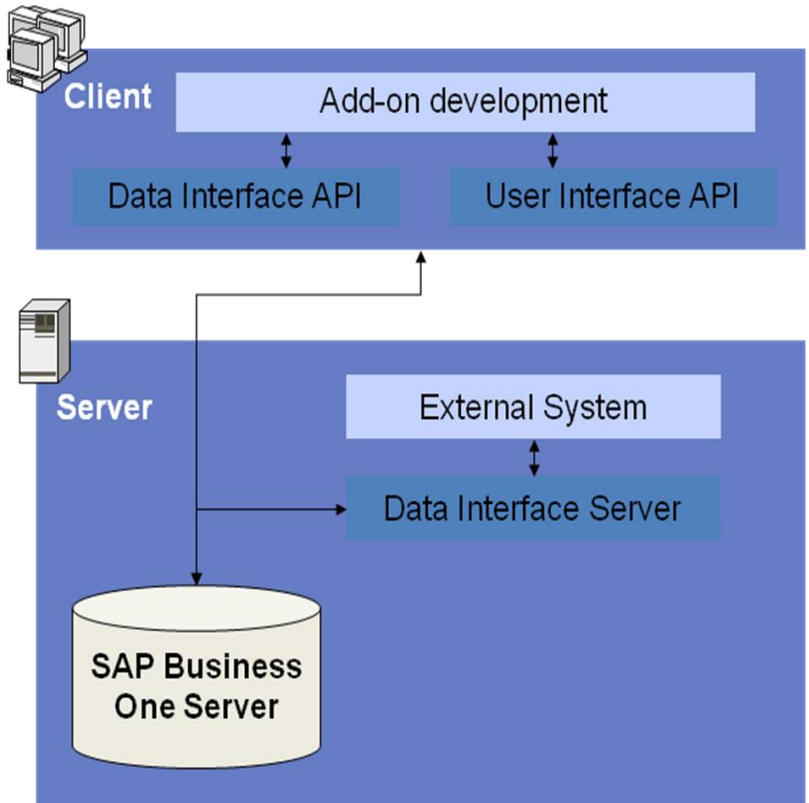 Client
Add-on development
Data Interface API
User Interface API
Server
External System
Data Interface Server
SAP Business
One Server